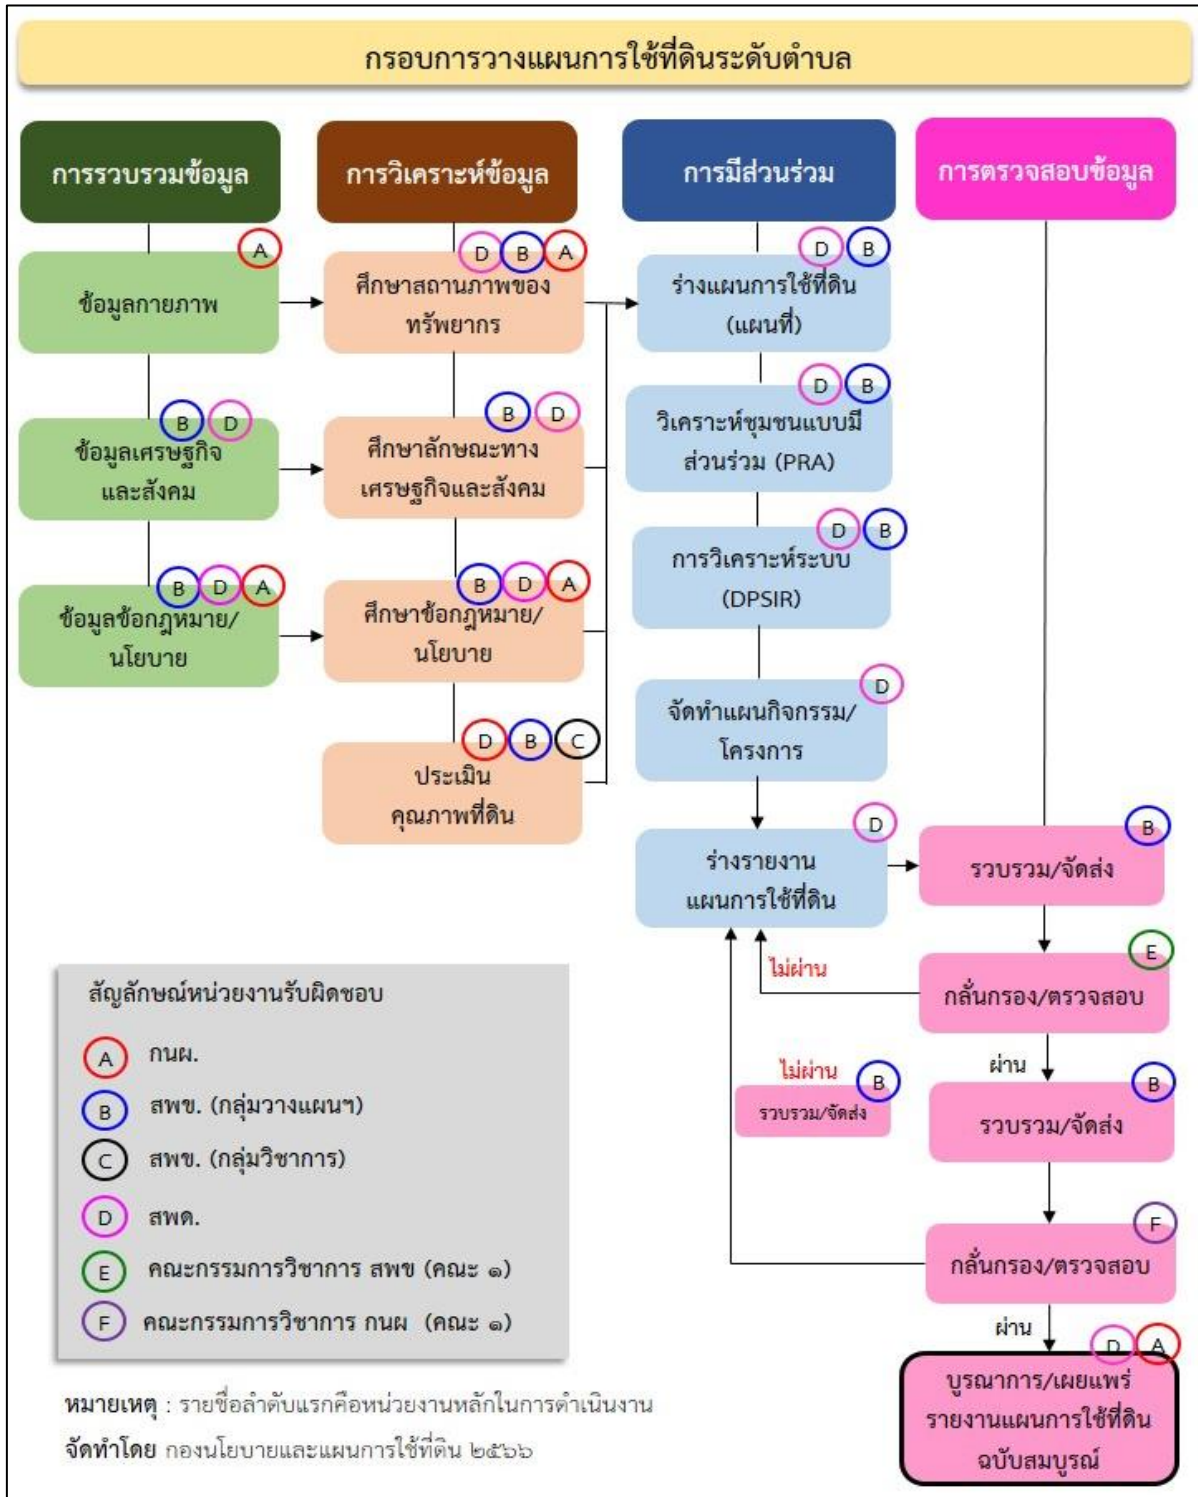 กรอบการวางแผนการใช้ที่ดินระดับตำบล
การรวบรวมข้อมูล
การวิเคราะห์ข้อมูล
การมีส่วนร่วม
การตรวจสอบข้อมูล
A
ข้อมูลกายภาพ
D B A
ศึกษาสถานภาพของ
ทรัพยากร
D B
ร่างแผนการใช้ที่ดิน
(แผนที่)
B D
ข้อมูลเศรษฐกิจ
และสังคม
B D
ศึกษาลักษณะทาง
เศรษฐกิจและสังคม
D B
วิเคราะห์ชุมชนแบบมี
ส่วนร่วม (PRA)
D B
การวิเคราะห์ระบบ
(DPSIR)
B D A
ข้อมูลข้อกฎหมาย/
นโยบาย
B D A
ศึกษาข้อกฎหมาย/
นโยบาย
D
จัดทำแผนกิจกรรม/
โครงการ
D B C
ประเมิน
คุณภาพที่ดิน
D
ร่างรายงาน
แผนการใช้ที่ดิน
B
รวบรวม/จัดส่ง
ไม่ผ่าน
E
กลั่นกรอง/ตรวจสอบ
ผ่าน
ไม่ผ่าน
B
รวบรวม/จัดส่ง
B
รวบรวม/จัดส่ง
F
กลั่นกรอง/ตรวจสอบ
ผ่าน
D A
บูรณาการ/เผยแพร่
รายงานแผนการใช้ที่ดิน
ฉบับสมบูรณ์
สัญลักษณ์หน่วยงานรับผิดชอบ
A กนผ.
B สพข. (กลุ่มวางแผนฯ)
C สพข. (กลุ่มวิชาการ)
D สพด.
E คณะกรรมการวิชาการ สพข (คณะ ๑)
F คณะกรรมการวิชาการ กนผ (คณะ ๑)
หมายเหตุ : รายชื่อลำดับแรกคือหน่วยงานหลักในการดำเนินงาน
จัดทำโดย กองนโยบายและแผนการใช้ที่ดิน ๒๕๖๖